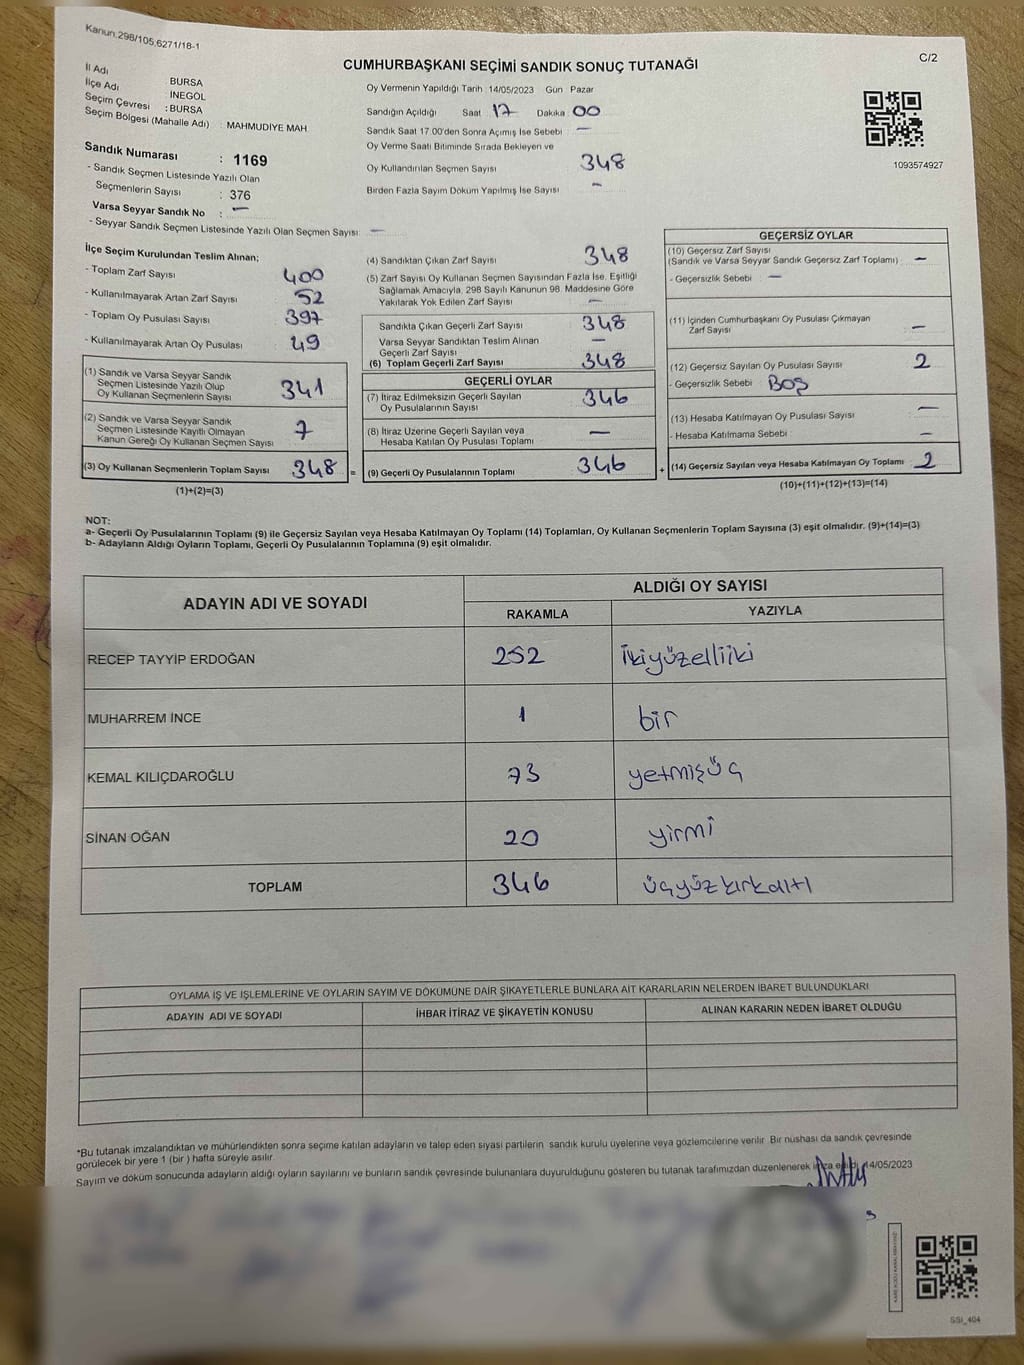 Kanun:298/105,6271/18-1
C/2
CUMHURBAŞKANI SEÇİMİ SANDIK SONUÇ TUTANAĞI
İl Adı BURSA
İlçe Adı İNEGÖL
Seçim Çevresi : BURSA
Seçim Bölgesi (Mahalle Adı) : MAHMUDİYE MAH
Sandık Numarası : 1169
- Sandık Seçmen Listesinde Yazılı Olan
Seçmenlerin Sayısı : 376
Varsa Seyyar Sandık No : —
- Seyyar Sandık Seçmen Listesinde Yazılı Olan Seçmen Sayısı: —
Oy Vermenin Yapıldığı Tarih : 14/05/2023 Gün : Pazar
Sandığın Açıldığı Saat : 17 Dakika : 00
Sandık Saat 17.00'den Sonra Açımış İse Sebebi : —
Oy Verme Saati Bitiminde Sırada Bekleyen ve
Oy Kullandırılan Seçmen Sayısı : 348
Birden Fazla Sayım Döküm Yapılmış İse Sayısı : —
1093574927
İlçe Seçim Kurulundan Teslim Alınan;
- Toplam Zarf Sayısı : 400
- Kullanılmayarak Artan Zarf Sayısı : 52
- Toplam Oy Pusulası Sayısı : 397
- Kullanılmayarak Artan Oy Pusulası : 49
(1) Sandık ve Varsa Seyyar Sandık
Seçmen Listesinde Yazılı Olup
Oy Kullanan Seçmenlerin Sayısı : 341
(2) Sandık ve Varsa Seyyar Sandık
Seçmen Listesinde Kayıtlı Olmayan
Kanun Gereği Oy Kullanan Seçmen Sayısı : 7
(3) Oy Kullanan Seçmenlerin Toplam Sayısı : 348
(1)+(2)=(3)
=
(4) Sandıktan Çıkan Zarf Sayısı : 348
(5) Zarf Sayısı Oy Kullanan Seçmen Sayısından Fazla İse, Eşitliği
Sağlamak Amacıyla, 298 Sayılı Kanunun 98. Maddesine Göre
Yakılarak Yok Edilen Zarf Sayısı : —
Sandıkta Çıkan Geçerli Zarf Sayısı : 348
Varsa Seyyar Sandıktan Teslim Alınan
Geçerli Zarf Sayısı : —
(6) Toplam Geçerli Zarf Sayısı : 348
GEÇERLİ OYLAR
(7) İtiraz Edilmeksizin Geçerli Sayılan
Oy Pusulalarının Sayısı : 346
(8) İtiraz Üzerine Geçerli Sayılan veya
Hesaba Katılan Oy Pusulası Toplamı : —
(9) Geçerli Oy Pusulalarının Toplamı : 346
+
GEÇERSİZ OYLAR
(10) Geçersiz Zarf Sayısı
(Sandık ve Varsa Seyyar Sandık Geçersiz Zarf Toplamı) : —
- Geçersizlik Sebebi : —
(11) İçinden Cumhurbaşkanı Oy Pusulası Çıkmayan
Zarf Sayısı : —
(12) Geçersiz Sayılan Oy Pusulası Sayısı : 2
- Geçersizlik Sebebi : BOŞ
(13) Hesaba Katılmayan Oy Pusulası Sayısı : —
- Hesaba Katılmama Sebebi : —
(14) Geçersiz Sayılan veya Hesaba Katılmayan Oy Toplamı : 2
(10)+(11)+(12)+(13)=(14)
NOT:
a- Geçerli Oy Pusulalarının Toplamı (9) ile Geçersiz Sayılan veya Hesaba Katılmayan Oy Toplamı (14) Toplamları, Oy Kullanan Seçmenlerin Toplam Sayısına (3) eşit olmalıdır. (9)+(14)=(3)
b- Adayların Aldığı Oyların Toplamı, Geçerli Oy Pusulalarının Toplamına (9) eşit olmalıdır.
ADAYIN ADI VE SOYADI
ALDIĞI OY SAYISI
RAKAMLA YAZIYLA
RECEP TAYYİP ERDOĞAN 252 ikiyüzelliiki
MUHARREM İNCE 1 bir
KEMAL KILIÇDAROĞLU 73 yetmişüç
SİNAN OĞAN 20 yirmi
TOPLAM 346 üçyüzkırkaltı
OYLAMA İŞ VE İŞLEMLERİNE VE OYLARIN SAYIM VE DÖKÜMÜNE DAİR ŞİKAYETLERLE BUNLARA AİT KARARLARIN NELERDEN İBARET BULUNDUKLARI
ADAYIN ADI VE SOYADI İHBAR İTİRAZ VE ŞİKAYETİN KONUSU ALINAN KARARIN NEDEN İBARET OLDUĞU
*Bu tutanak imzalandıktan ve mühürlendikten sonra seçime katılan adayların ve talep eden siyasi partilerin sandık kurulu üyelerine veya gözlemcilerine verilir. Bir nüshası da sandık çevresinde
görülecek bir yere 1 (bir) hafta süreyle asılır.
Sayım ve döküm sonucunda adayların aldığı oyların sayılarını ve bunların sandık çevresinde bulunanlara duyurulduğunu gösteren bu tutanak tarafımızdan düzenlenerek imza edildi. 14/05/2023
SSI_404